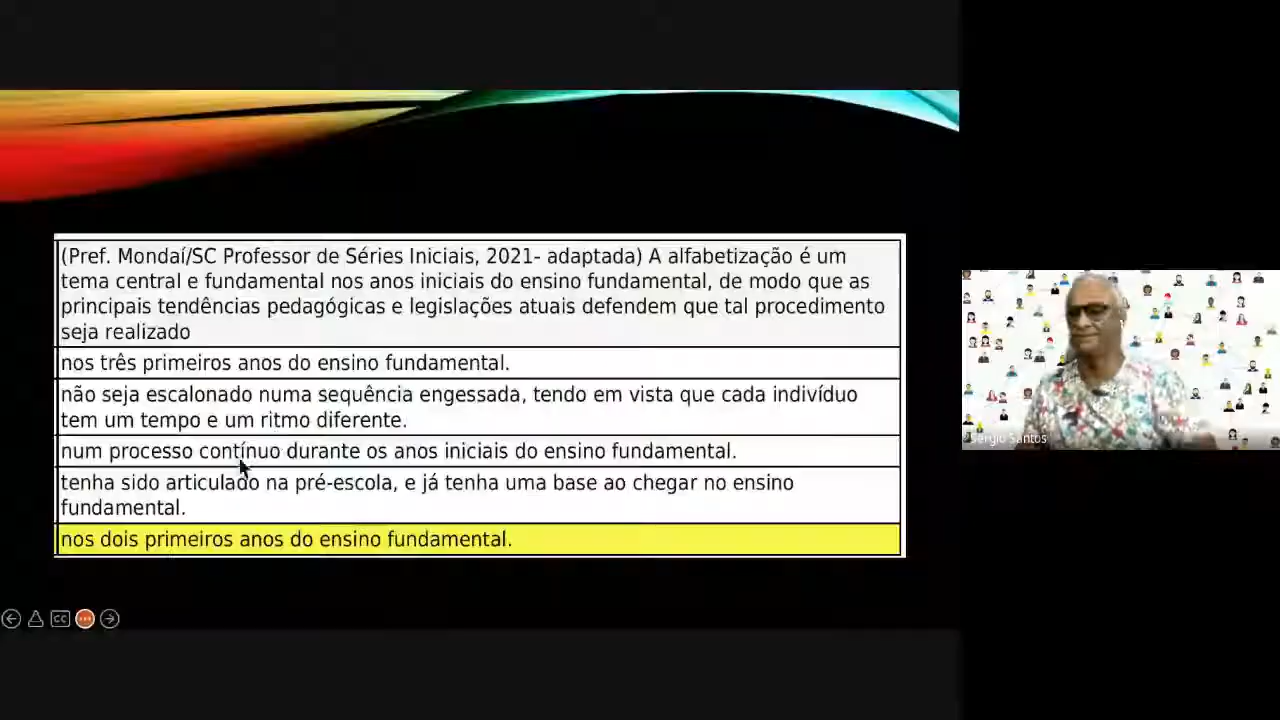 (Pref. Mondaí/SC Professor de Séries Iniciais, 2021- adaptada) A alfabetização é um
tema central e fundamental nos anos iniciais do ensino fundamental, de modo que as
principais tendências pedagógicas e legislações atuais defendem que tal procedimento
seja realizado
nos três primeiros anos do ensino fundamental.
não seja escalonado numa sequência engessada, tendo em vista que cada indivíduo
tem um tempo e um ritmo diferente.
num processo contínuo durante os anos iniciais do ensino fundamental.
tenha sido articulado na pré-escola, e já tenha uma base ao chegar no ensino
fundamental.
nos dois primeiros anos do ensino fundamental.
CC
Sergio Santos